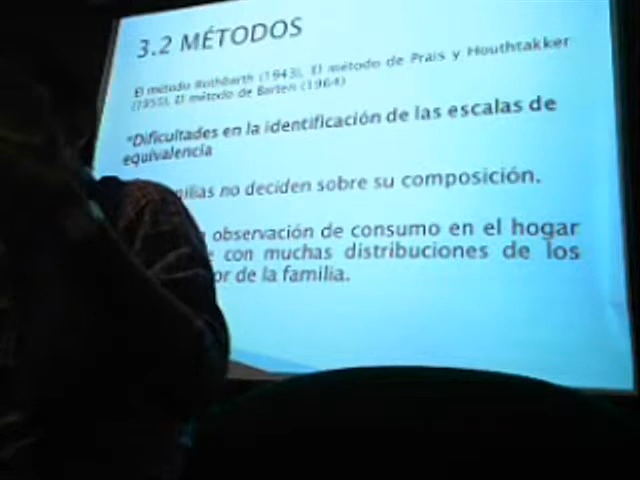 3.2 MÉTODOS
El método Rothbarth (1943), El método de Prais y Houthtakker
(1955), El método de Barten (1964)
*Dificultades en la identificación de las escalas de
equivalencia
milias no deciden sobre su composición.
observación de consumo en el hogar
con muchas distribuciones de los
or de la familia.